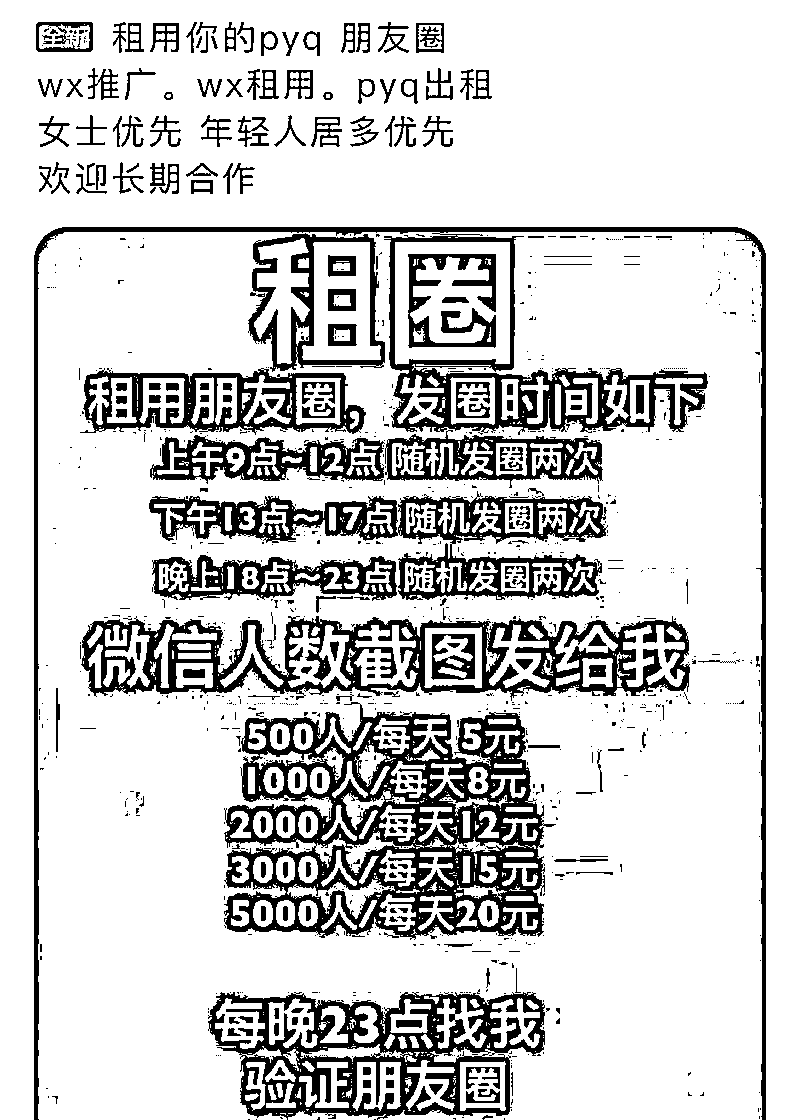 全新 租用你的pyq 朋友圈
wx推广。wx租用。pyq出租
女士优先 年轻人居多优先
欢迎长期合作
租圈
租用朋友圈，发圈时间如下
上午9点~12点 随机发圈两次
下午13点~17点 随机发圈两次
晚上18点~23点 随机发圈两次
微信人数截图发给我
500人/每天 5元
1000人/每天8元
2000人/每天12元
3000人/每天15元
5000人/每天20元
每晚23点找我
验证朋友圈